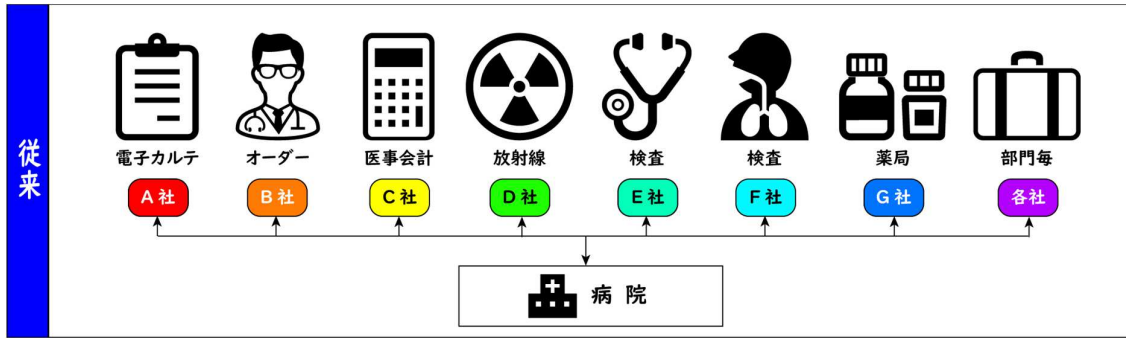 従来
電子カルテ
オーダー
医事会計
放射線
検査
検査
薬局
部門毎
A社
B社
C社
D社
E社
F社
G社
各社
病院